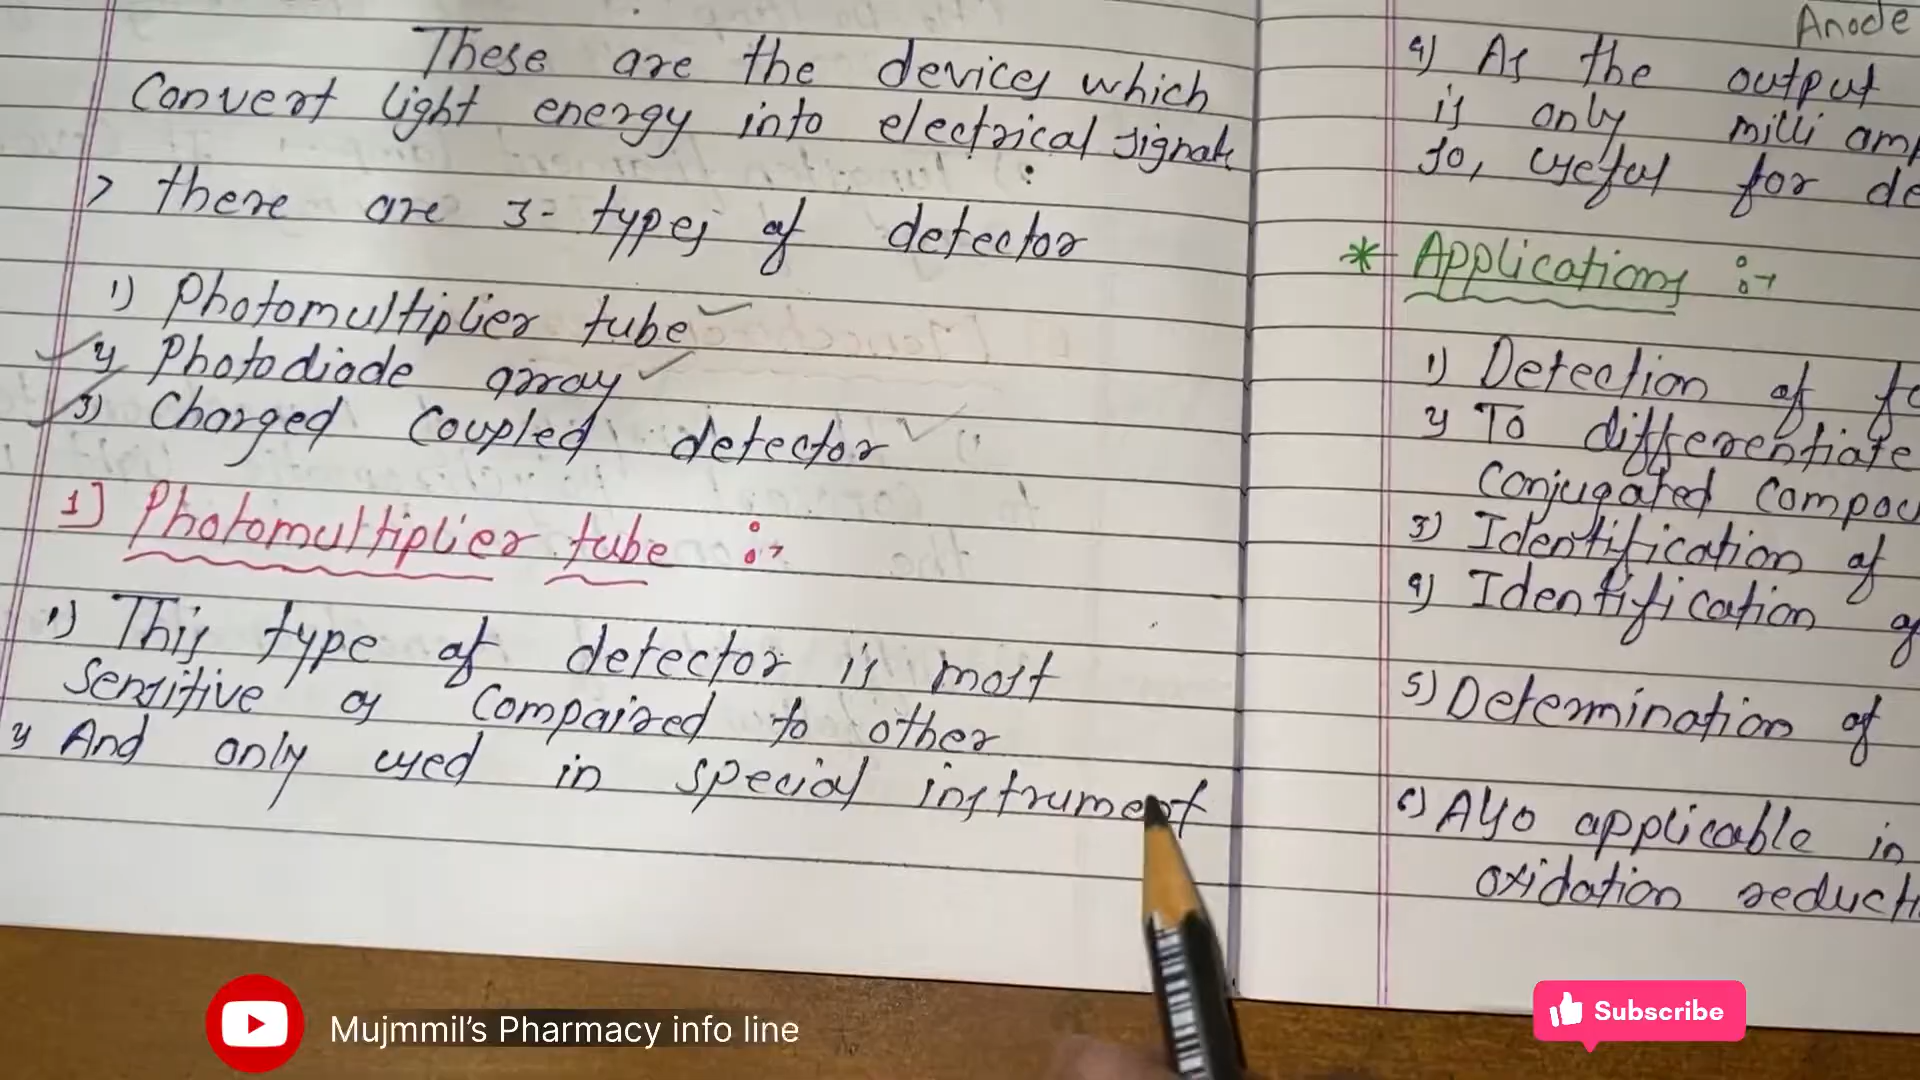 These are the devices which
Convert light energy into electrical signals
> there are 3- types of detector
1) Photomultiplier tube
2) Photodiode array
3) Charged Coupled detector
1] Photomultiplier tube :-
1) This type of detector is most
Sensitive as Compaired to other
2) And only used in special instrument
Anode
4) As the output
is only milli amp
so, useful for de
* Applications :-
1) Detection of fu
2) To differentiate
Conjugated Compou
3) Identification of
4) Identification of
5) Determination of
6) Also applicable in
oxidation reducti
Mujmmil's Pharmacy info line
Subscribe